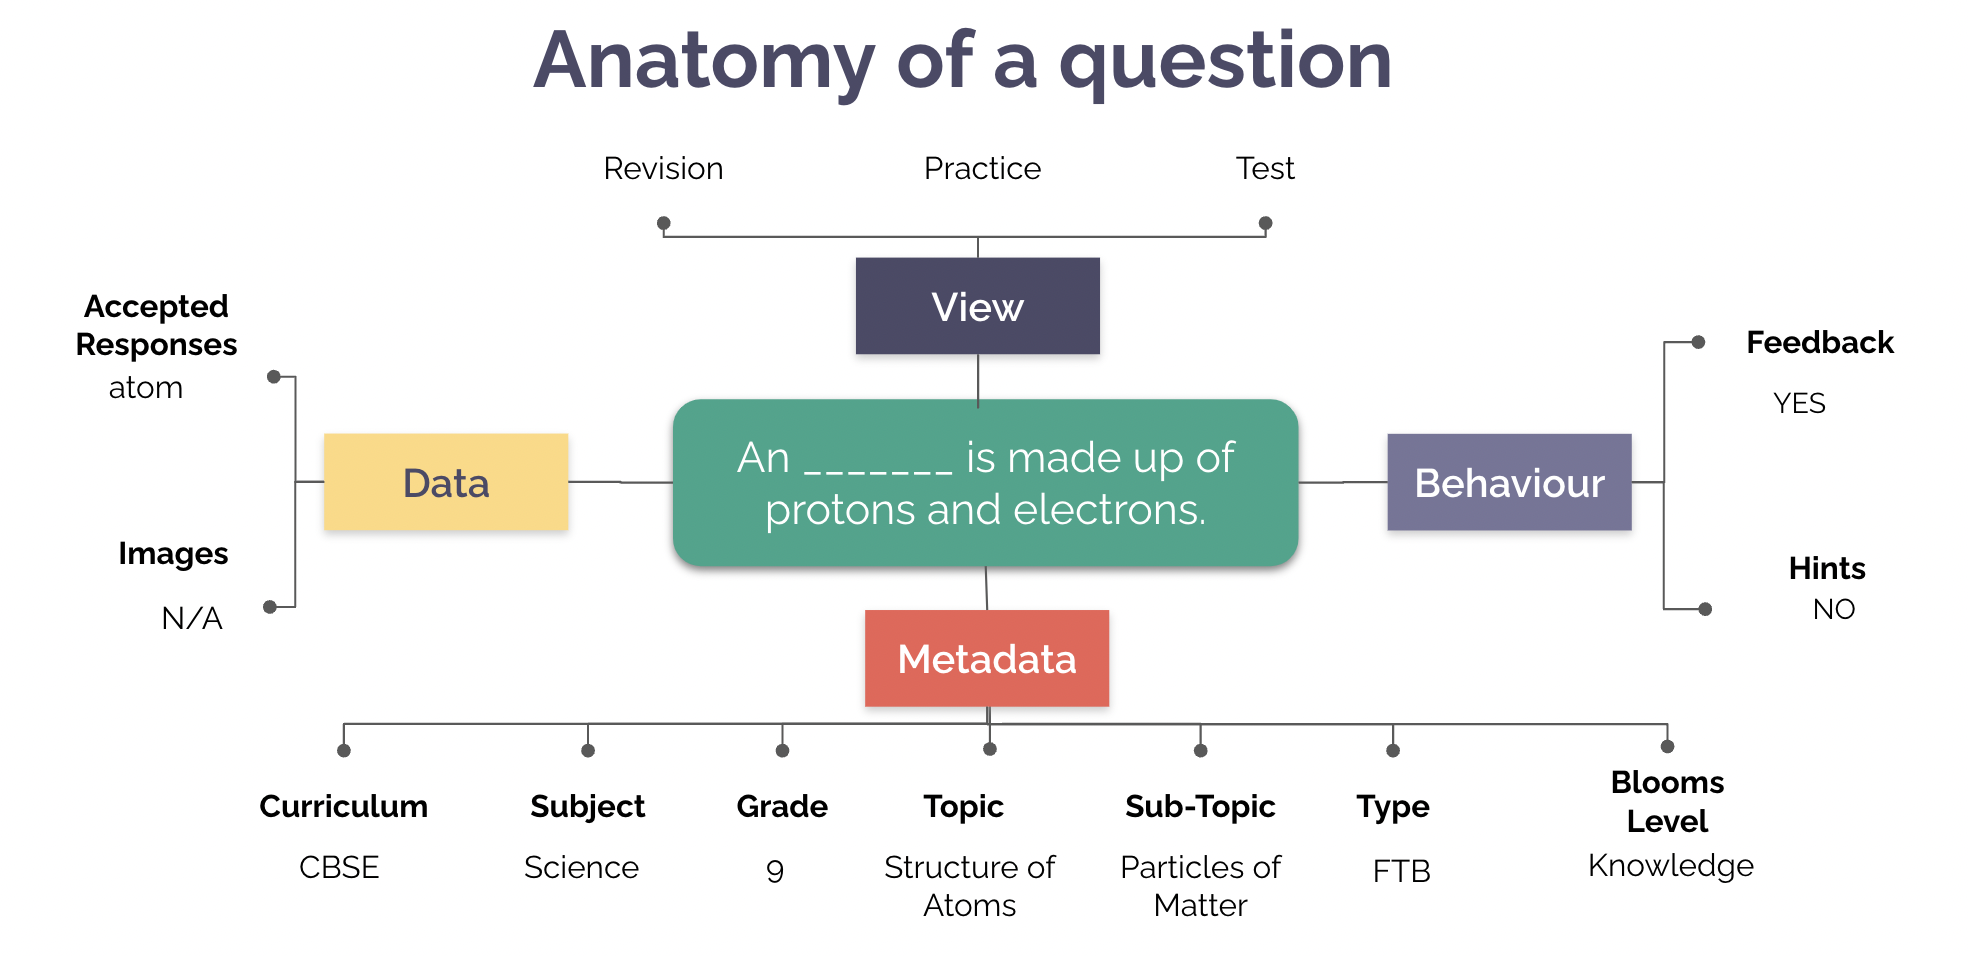 Anatomy of a question
Revision
Practice
Test
View
Accepted
Responses
atom
Feedback
YES
An _______ is made up of
protons and electrons.
Data
Behaviour
Images
N/A
Hints
NO
Metadata
Curriculum
CBSE
Subject
Science
Grade
9
Topic
Structure of
Atoms
Sub-Topic
Particles of
Matter
Type
FTB
Blooms
Level
Knowledge